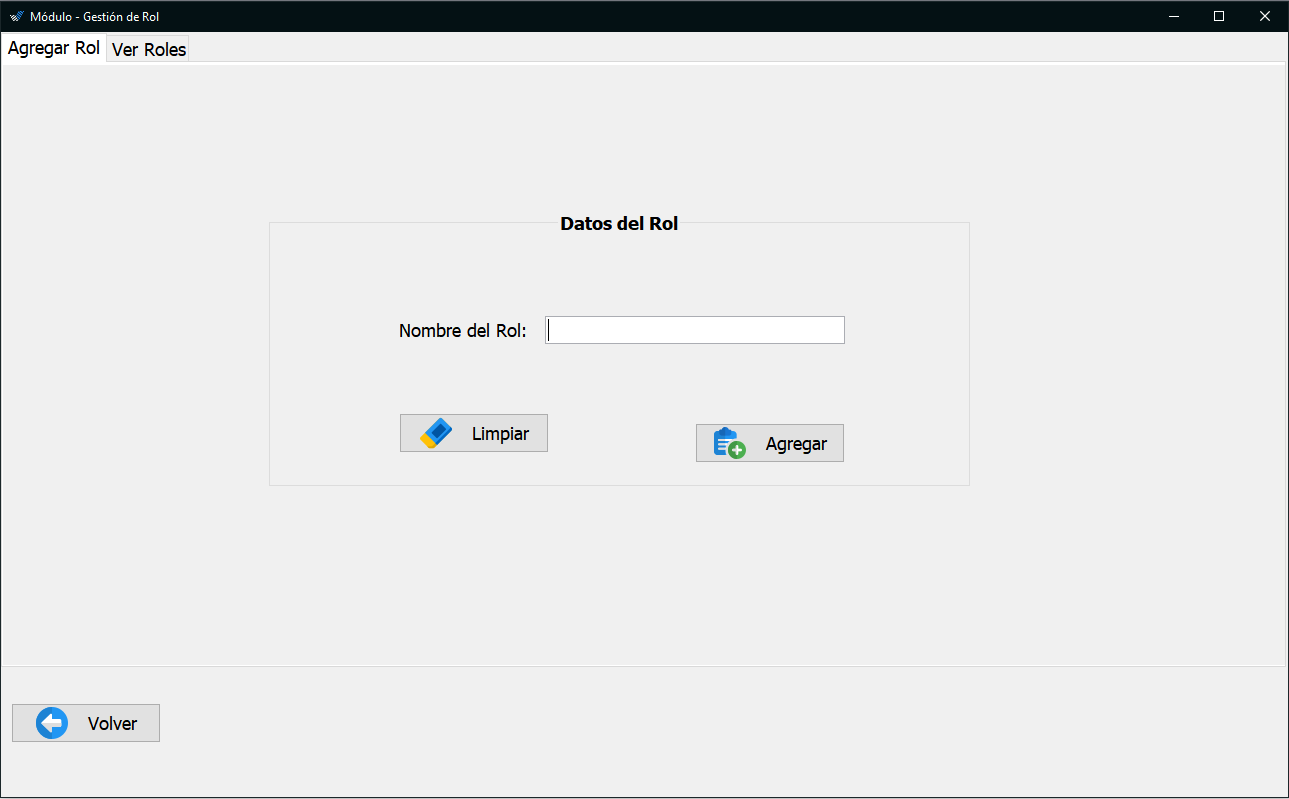 Módulo - Gestión de Rol
Agregar Rol Ver Roles
Datos del Rol
Nombre del Rol:
Limpiar
Agregar
Volver